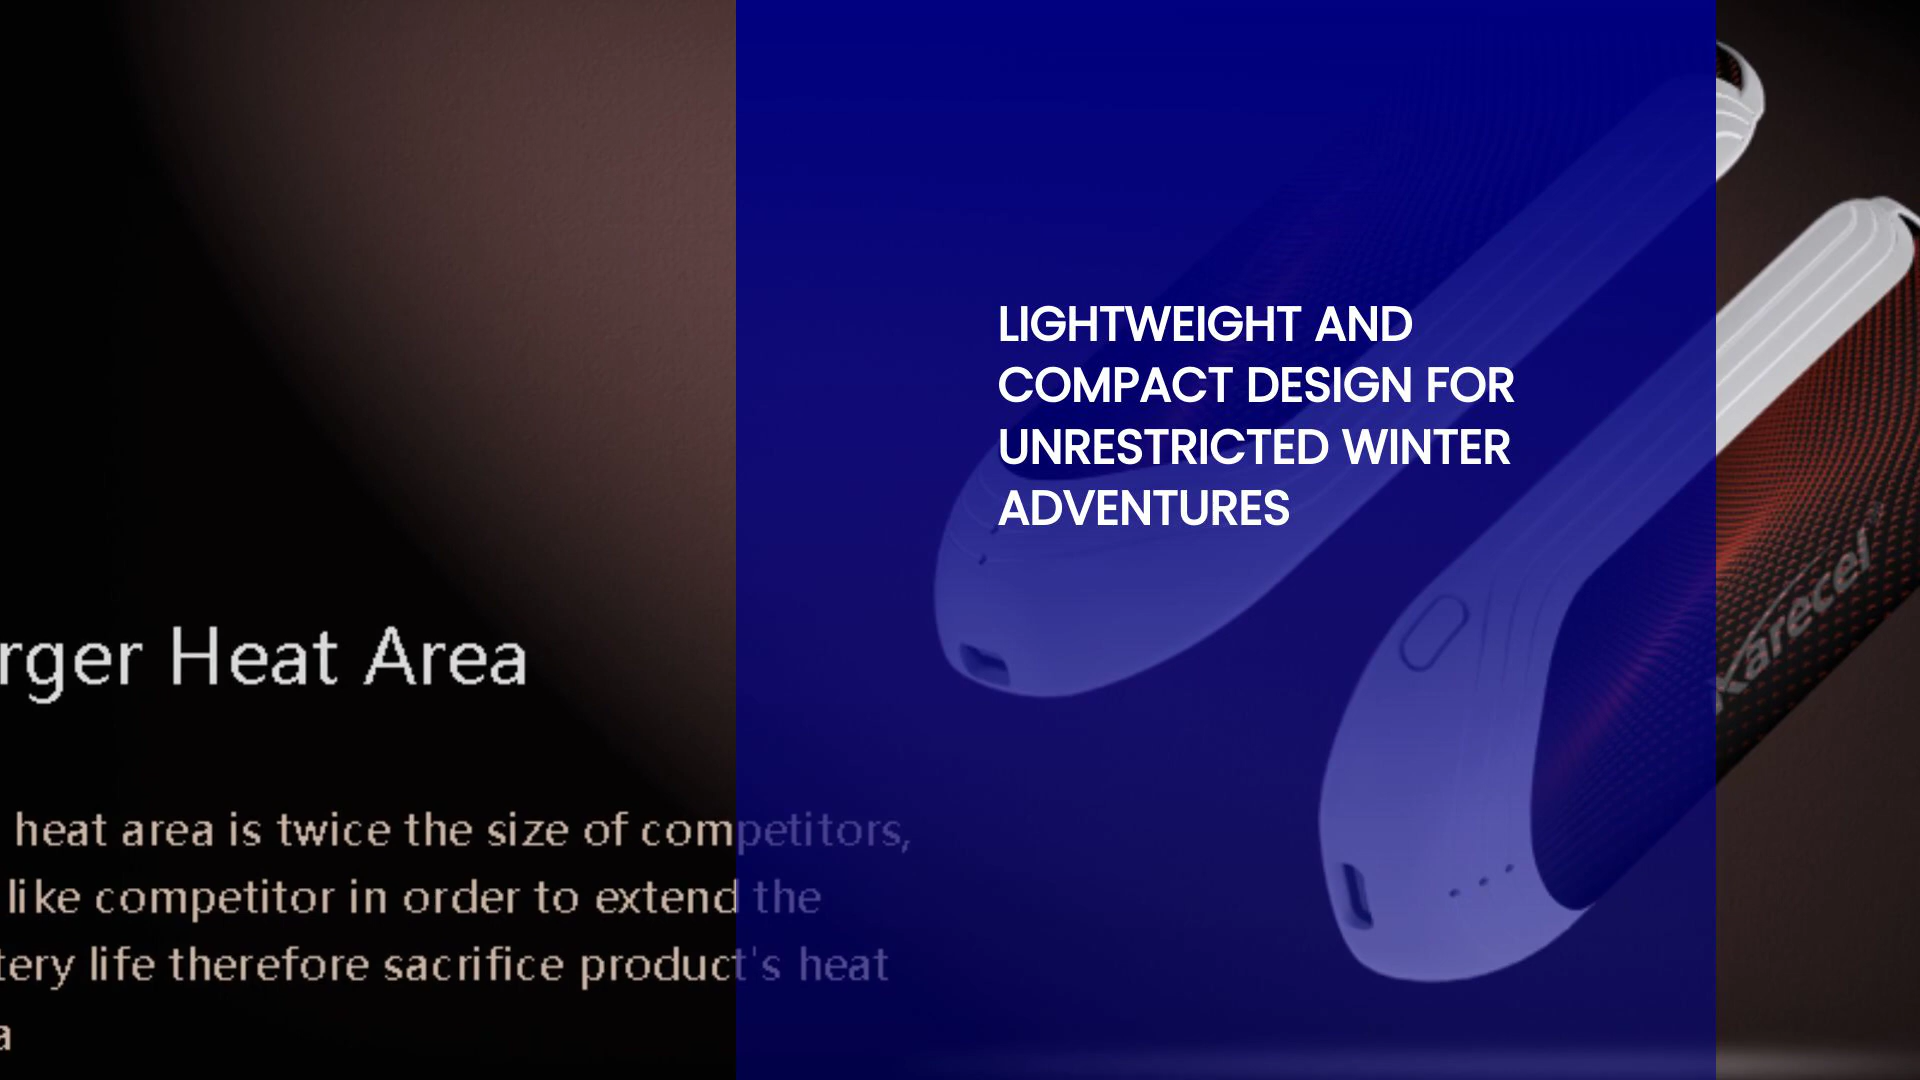 LIGHTWEIGHT AND
COMPACT DESIGN FOR
UNRESTRICTED WINTER
ADVENTURES
Karecel
rger Heat Area
heat area is twice the size of competitors,
like competitor in order to extend the
tery life therefore sacrifice product's heat
a